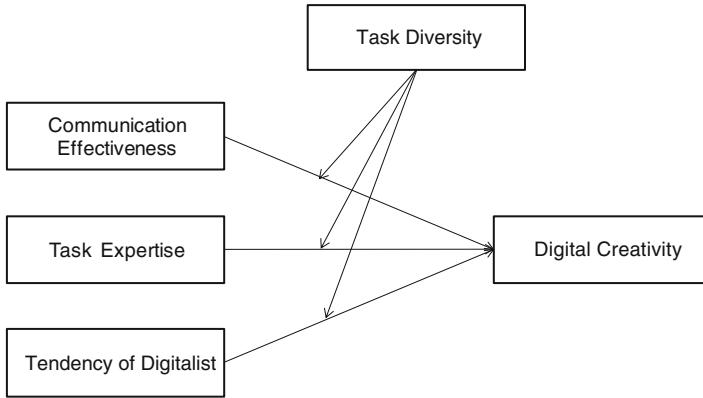 Task Diversity
Communication
Effectiveness
Task Expertise
Digital Creativity
Tendency of Digitalist